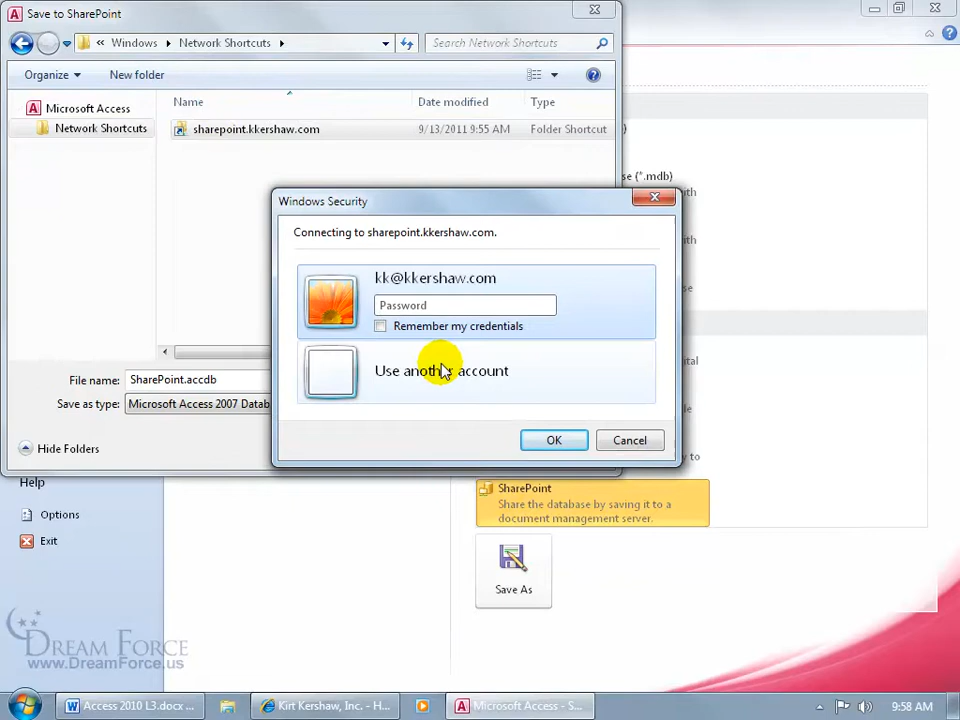 Save to SharePoint
« Windows Network Shortcuts
Search Network Shortcuts
Organize
New folder
Microsoft Access
Network Shortcuts
Name
Date modified
Type
sharepoint.kkershaw.com
9/13/2011 9:55 AM
Folder Shortcut
Windows Security
Connecting to sharepoint.kkershaw.com.
kk@kkershaw.com
Password
Remember my credentials
Use another account
OK
Cancel
File name:
SharePoint.accdb
Save as type:
Microsoft Access 2007 Datab
Hide Folders
se (*.mdb)
Help
Options
Exit
SharePoint
Share the database by saving it to a
document management server.
Save As
DREAM FORCE
www.DreamForce.us
Access 2010 L3.docx ...
Kirt Kershaw, Inc. - H...
Microsoft Access - S...
9:58 AM